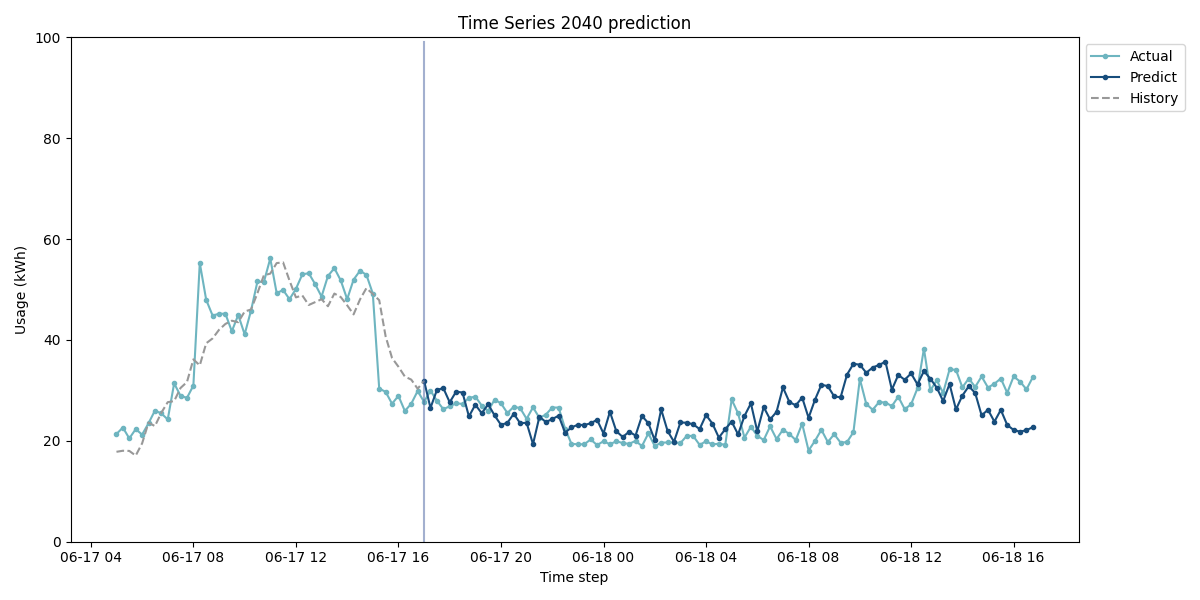 Time Series 2040 prediction
100
80
60
40
20
0
Usage (kWh)
06-17 04
06-17 08
06-17 12
06-17 16
06-17 20
06-18 00
06-18 04
06-18 08
06-18 12
06-18 16
Time step
Actual
Predict
History